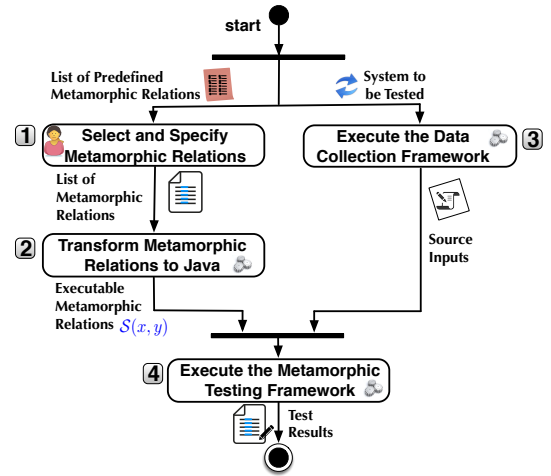 start
List of Predefined
Metamorphic Relations
System to
be Tested
1
Select and Specify
Metamorphic Relations
Execute the Data
Collection Framework
3
List of
Metamorphic
Relations
Source
Inputs
2
Transform Metamorphic
Relations to Java
Executable
Metamorphic
Relations S(x, y)
4
Execute the Metamorphic
Testing Framework
Test
Results